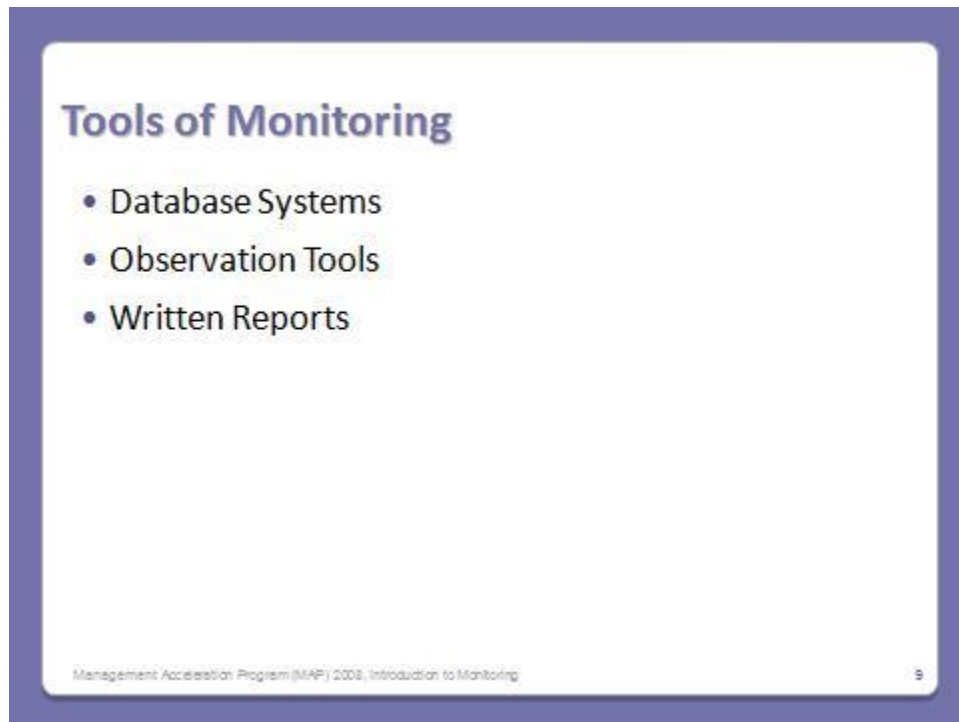 Tools of Monitoring
• Database Systems
• Observation Tools
• Written Reports
Management Acceleration Program (MAP) 2008, Introduction to Monitoring
9